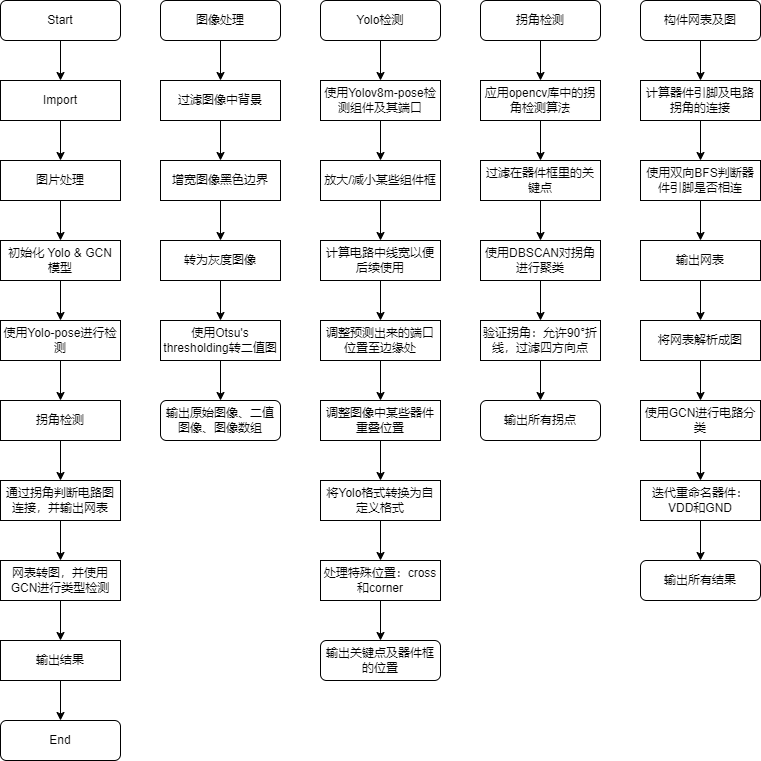 Start
Import
图片处理
初始化 Yolo & GCN
模型
使用Yolo-pose进行检
测
拐角检测
通过拐角判断电路图
连接，并输出网表
网表转图，并使用
GCN进行类型检测
输出结果
End
图像处理
过滤图像中背景
增宽图像黑色边界
转为灰度图像
使用Otsu's
thresholding转二值图
输出原始图像、二值
图像、图像数组
Yolo检测
使用Yolov8m-pose检
测组件及其端口
放大/减小某些组件框
计算电路中线宽以便
后续使用
调整预测出来的端口
位置至边缘处
调整图像中某些器件
重叠位置
将Yolo格式转换为自
定义格式
处理特殊位置：cross
和corner
输出关键点及器件框
的位置
拐角检测
应用opencv库中的拐
角检测算法
过滤在器件框里的关
键点
使用DBSCAN对拐角
进行聚类
验证拐角：允许90°折
线，过滤四方向点
输出所有拐点
构件网表及图
计算器件引脚及电路
拐角的连接
使用双向BFS判断器
件引脚是否相连
输出网表
将网表解析成图
使用GCN进行电路分
类
迭代重命名器件：
VDD和GND
输出所有结果